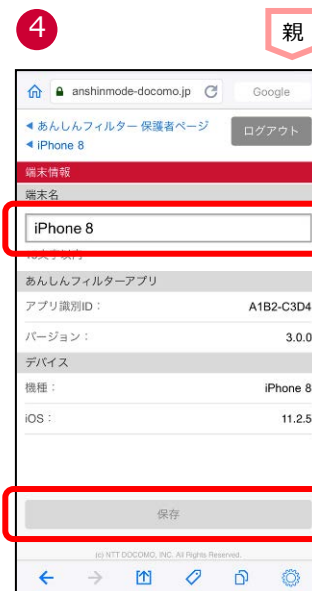 4
親
anshinmode-docomo.jp
Google
◀ あんしんフィルター 保護者ページ
ログアウト
◀ iPhone 8
端末情報
端末名
iPhone 8
あんしんフィルターアプリ
アプリ識別ID：
A1B2-C3D4
バージョン：
3.0.0
デバイス
機種：
iPhone 8
iOS：
11.2.5
保存
(c) NTT DOCOMO, INC. All Rights Reserved.